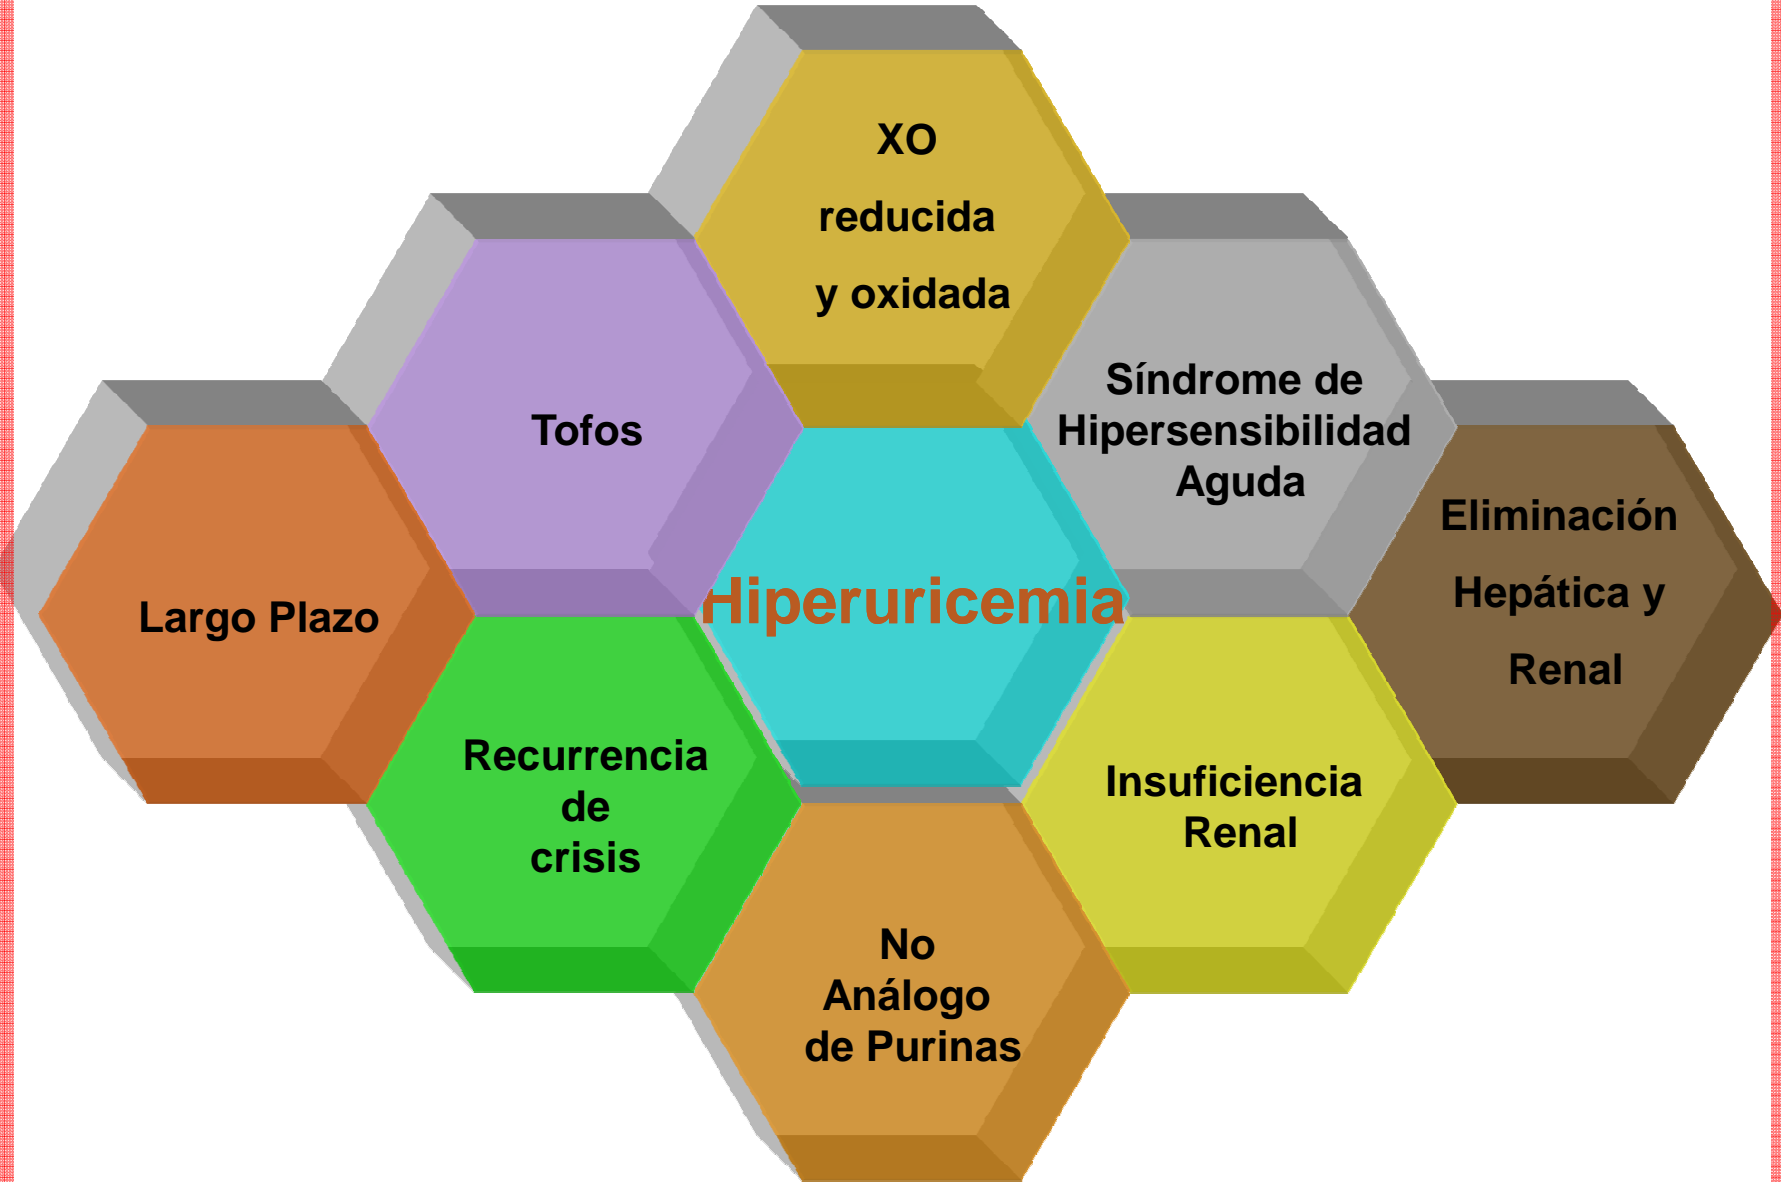 XO
reducida
y oxidada
Síndrome de
Hipersensibilidad
Aguda
Tofos
Eliminación
Hepática y
Renal
Hiperuricemia
Largo Plazo
Recurrencia
de
crisis
Insuficiencia
Renal
No
Análogo
de Purinas